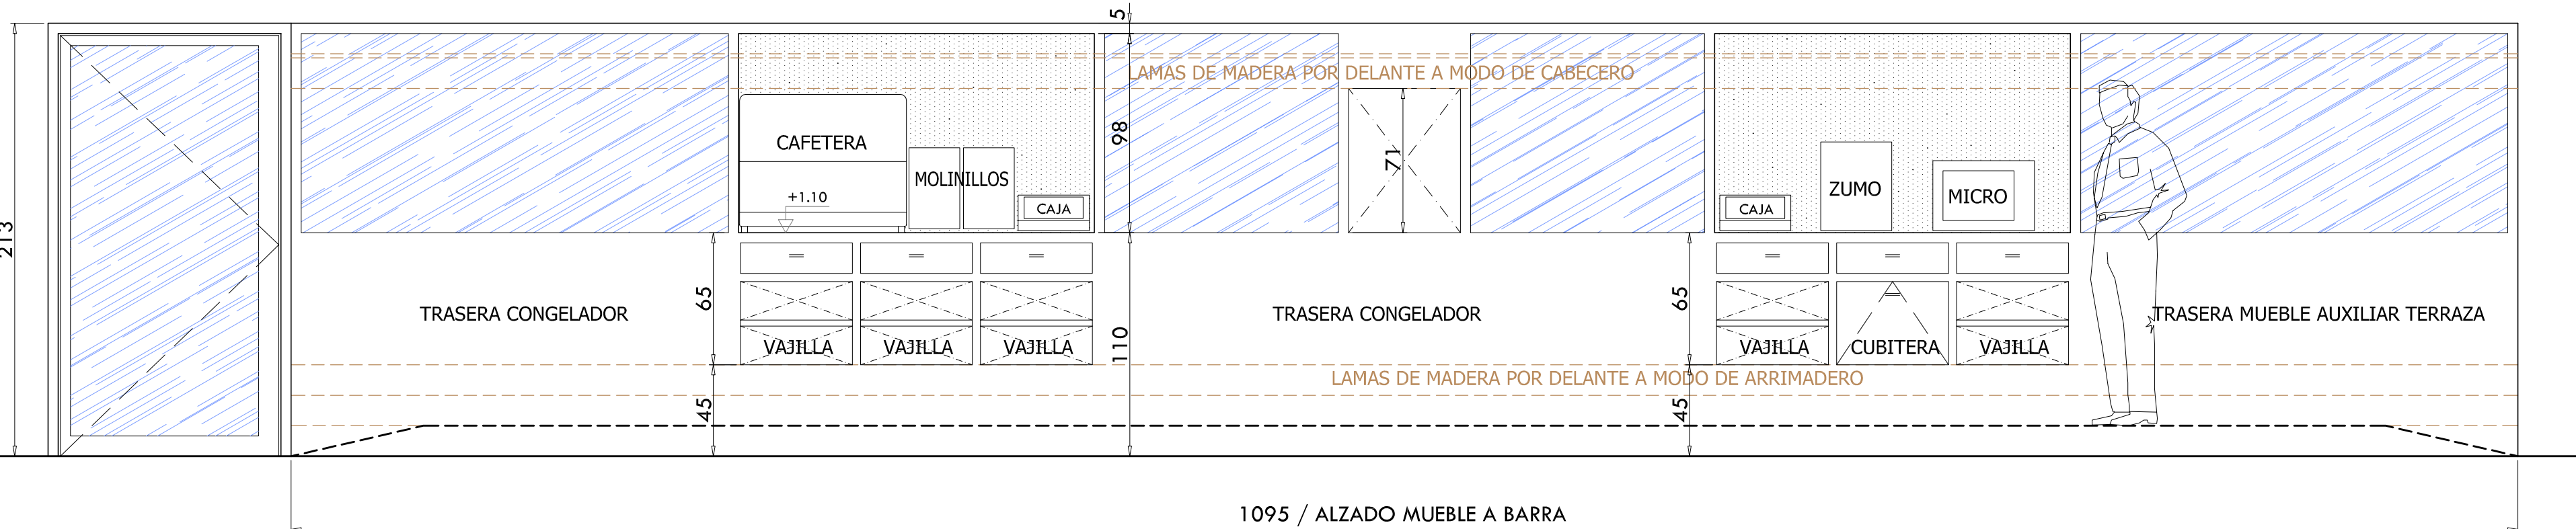 5
LAMAS DE MADERA POR DELANTE A MODO DE CABECERO
98
CAFETERA
71
MOLINILLOS
ZUMO
MICRO
+1.10
CAJA
CAJA
213
65
65
TRASERA CONGELADOR
TRASERA CONGELADOR
TRASERA MUEBLE AUXILIAR TERRAZA
110
VAJILLA
VAJILLA
VAJILLA
VAJILLA
CUBITERA
VAJILLA
LAMAS DE MADERA POR DELANTE A MODO DE ARRIMADERO
45
45
1095 / ALZADO MUEBLE A BARRA